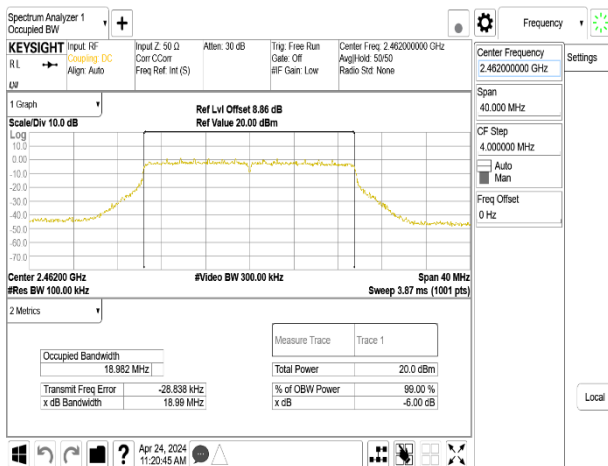 Spectrum Analyzer 1
Occupied BW
Frequency
KEYSIGHT
Input: RF
Coupling: DC
Align: Auto
Input Z: 50 Ω
Corr CCorr
Freq Ref: Int (S)
Atten: 30 dB
Trig: Free Run
Gate: Off
#IF Gain: Low
Center Freq: 2.462000000 GHz
Avg|Hold: 50/50
Radio Std: None
R L
Center Frequency
2.462000000 GHz
Settings
Span
40.000 MHz
CF Step
4.000000 MHz
Auto
Man
Freq Offset
0 Hz
Local
1 Graph
Scale/Div 10.0 dB
Ref Lvl Offset 8.86 dB
Ref Value 20.00 dBm
Log
10.0
0.00
-10.0
-20.0
-30.0
-40.0
-50.0
-60.0
-70.0
Center 2.46200 GHz
#Video BW 300.00 kHz
Span 40 MHz
#Res BW 100.00 kHz
Sweep 3.87 ms (1001 pts)
2 Metrics
Measure Trace Trace 1
Occupied Bandwidth
18.982 MHz
Total Power 20.0 dBm
Transmit Freq Error -28.838 kHz
% of OBW Power 99.00 %
x dB Bandwidth 18.99 MHz
x dB -6.00 dB
Apr 24, 2024
11:20:45 AM